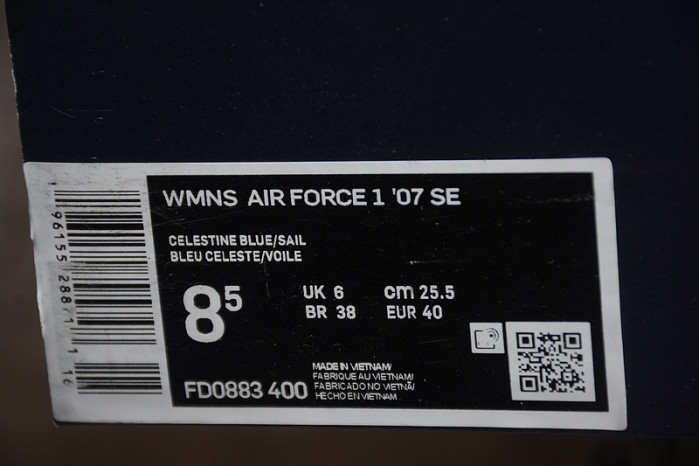 WMNS AIR FORCE 1 '07 SE
CELESTINE BLUE/SAIL
BLEU CELESTE/VOILE
8⁵
UK 6 cm 25.5
BR 38 EUR 40
FD0883 400
MADE IN VIETNAM/
FABRIQUE AU VIETNAM/
FABRICADO NO VIETNÃ/
HECHO EN VIETNAM